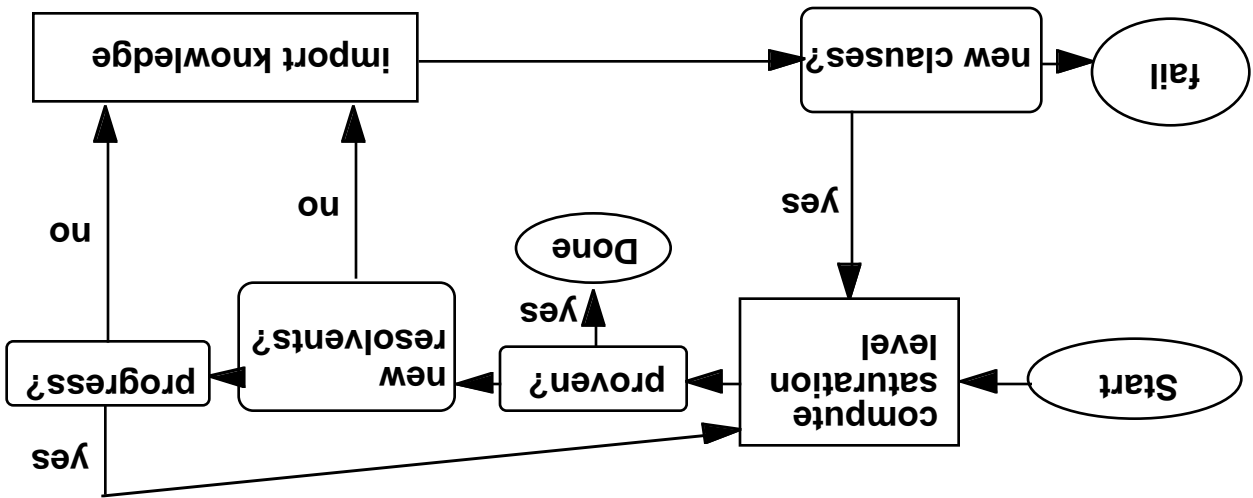 Start
compute
saturation
level
proven?
yes
Done
new
resolvents?
no
progress?
yes
no
import knowledge
new clauses?
yes
fail